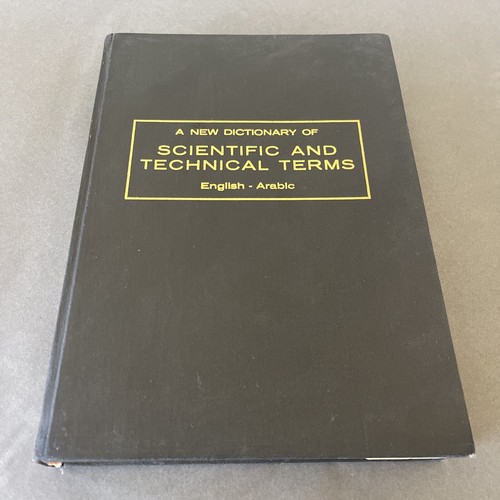 A NEW DICTIONARY OF
SCIENTIFIC AND
TECHNICAL TERMS
English - Arabic